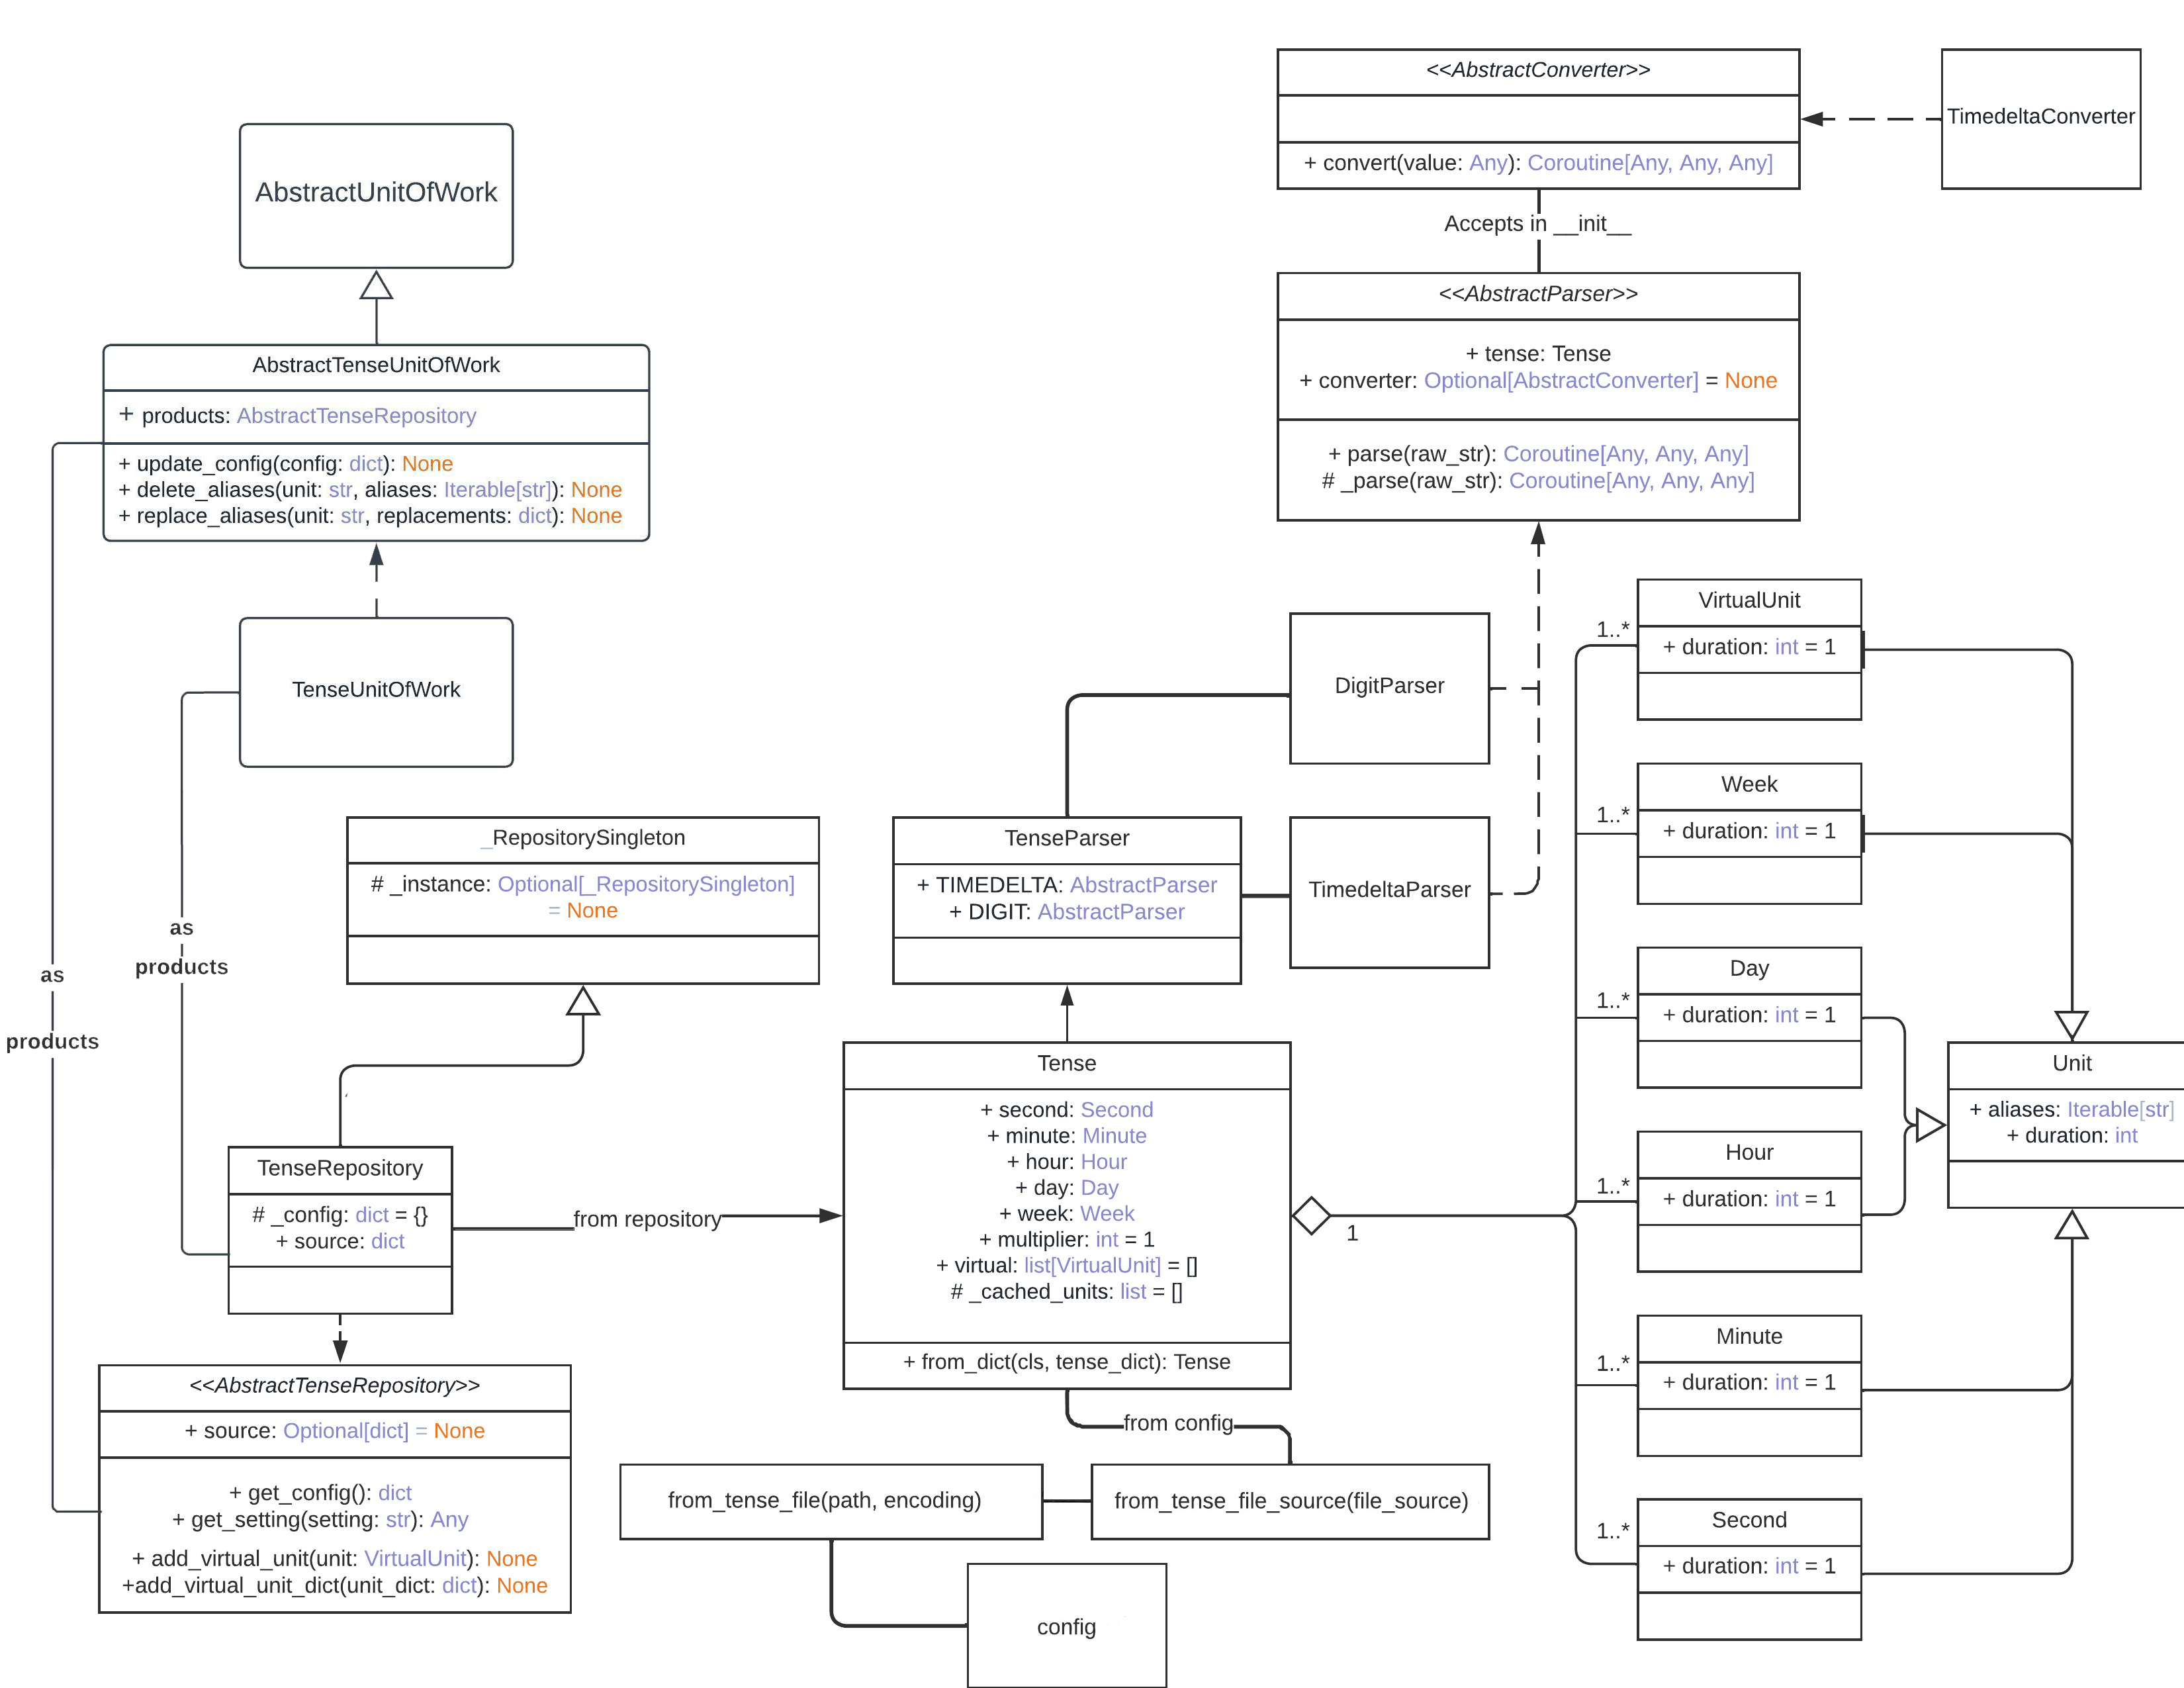 <<AbstractConverter>>
+ convert(value: Any): Coroutine[Any, Any, Any]
TimedeltaConverter
AbstractUnitOfWork
Accepts in __init__
<<AbstractParser>>
+ tense: Tense
+ converter: Optional[AbstractConverter] = None
+ parse(raw_str): Coroutine[Any, Any, Any]
# _parse(raw_str): Coroutine[Any, Any, Any]
AbstractTenseUnitOfWork
+ products: AbstractTenseRepository
+ update_config(config: dict): None
+ delete_aliases(unit: str, aliases: Iterable[str]): None
+ replace_aliases(unit: str, replacements: dict): None
TenseUnitOfWork
as
products
as
products
_RepositorySingleton
# _instance: Optional[_RepositorySingleton]
= None
TenseParser
+ TIMEDELTA: AbstractParser
+ DIGIT: AbstractParser
DigitParser
TimedeltaParser
TenseRepository
# _config: dict = {}
+ source: dict
from repository
<<AbstractTenseRepository>>
+ source: Optional[dict] = None
+ get_config(): dict
+ get_setting(setting: str): Any
+ add_virtual_unit(unit: VirtualUnit): None
+add_virtual_unit_dict(unit_dict: dict): None
Tense
+ second: Second
+ minute: Minute
+ hour: Hour
+ day: Day
+ week: Week
+ multiplier: int = 1
+ virtual: list[VirtualUnit] = []
# _cached_units: list = []
+ from_dict(cls, tense_dict): Tense
from config
from_tense_file(path, encoding)
from_tense_file_source(file_source)
config
1
1..*
VirtualUnit
+ duration: int = 1
1..*
Week
+ duration: int = 1
1..*
Day
+ duration: int = 1
1..*
Hour
+ duration: int = 1
1..*
Minute
+ duration: int = 1
1..*
Second
+ duration: int = 1
Unit
+ aliases: Iterable[str]
+ duration: int